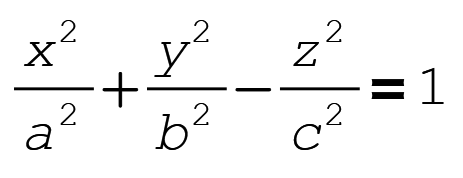 x²/a² + y²/b² − z²/c² = 1